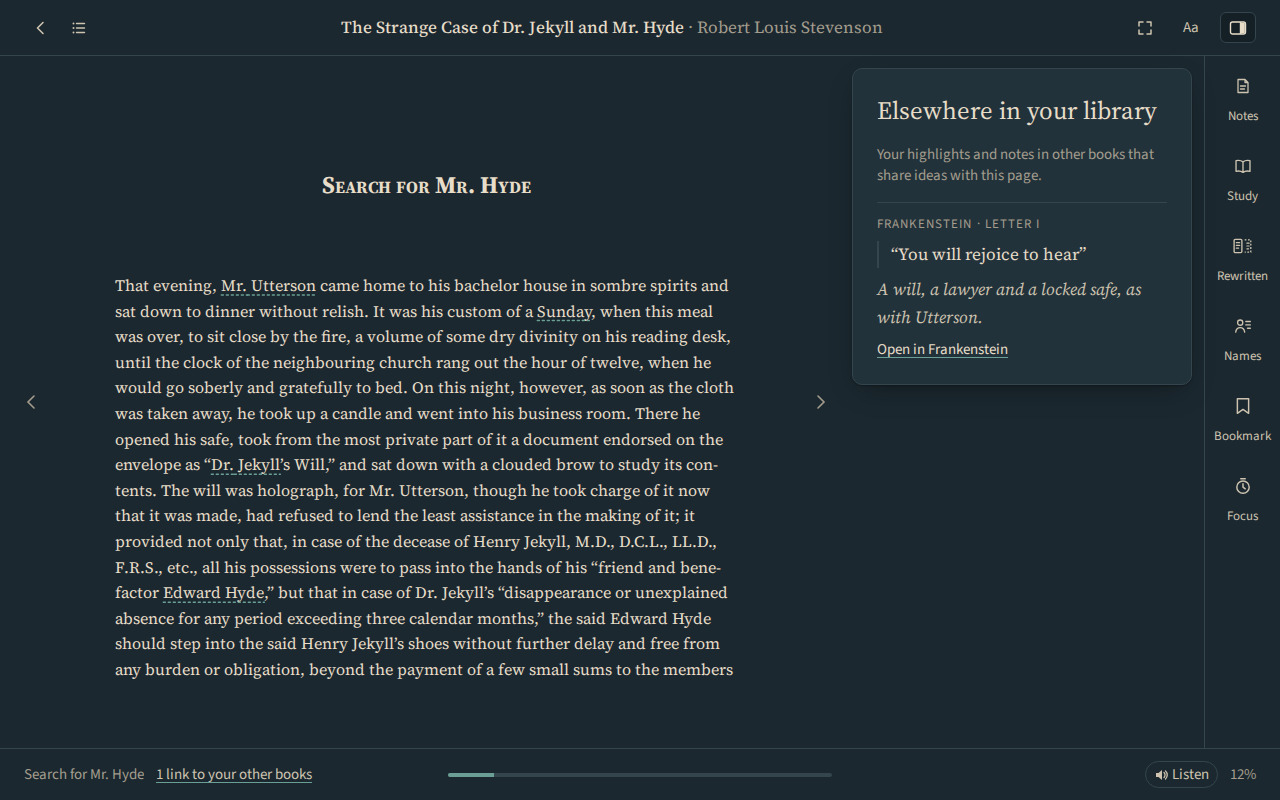 The Strange Case of Dr. Jekyll and Mr. Hyde · Robert Louis Stevenson
Aa
Search for Mr. Hyde
That evening, Mr. Utterson came home to his bachelor house in sombre spirits and
sat down to dinner without relish. It was his custom of a Sunday, when this meal
was over, to sit close by the fire, a volume of some dry divinity on his reading desk,
until the clock of the neighbouring church rang out the hour of twelve, when he
would go soberly and gratefully to bed. On this night, however, as soon as the cloth
was taken away, he took up a candle and went into his business room. There he
opened his safe, took from the most private part of it a document endorsed on the
envelope as “Dr. Jekyll’s Will,” and sat down with a clouded brow to study its con-
tents. The will was holograph, for Mr. Utterson, though he took charge of it now
that it was made, had refused to lend the least assistance in the making of it; it
provided not only that, in case of the decease of Henry Jekyll, M.D., D.C.L., LL.D.,
F.R.S., etc., all his possessions were to pass into the hands of his “friend and bene-
factor Edward Hyde,” but that in case of Dr. Jekyll’s “disappearance or unexplained
absence for any period exceeding three calendar months,” the said Edward Hyde
should step into the said Henry Jekyll’s shoes without further delay and free from
any burden or obligation, beyond the payment of a few small sums to the members
Elsewhere in your library
Your highlights and notes in other books that
share ideas with this page.
FRANKENSTEIN · LETTER I
“You will rejoice to hear”
A will, a lawyer and a locked safe, as
with Utterson.
Open in Frankenstein
Notes
Study
Rewritten
Names
Bookmark
Focus
Search for Mr. Hyde
1 link to your other books
Listen
12%